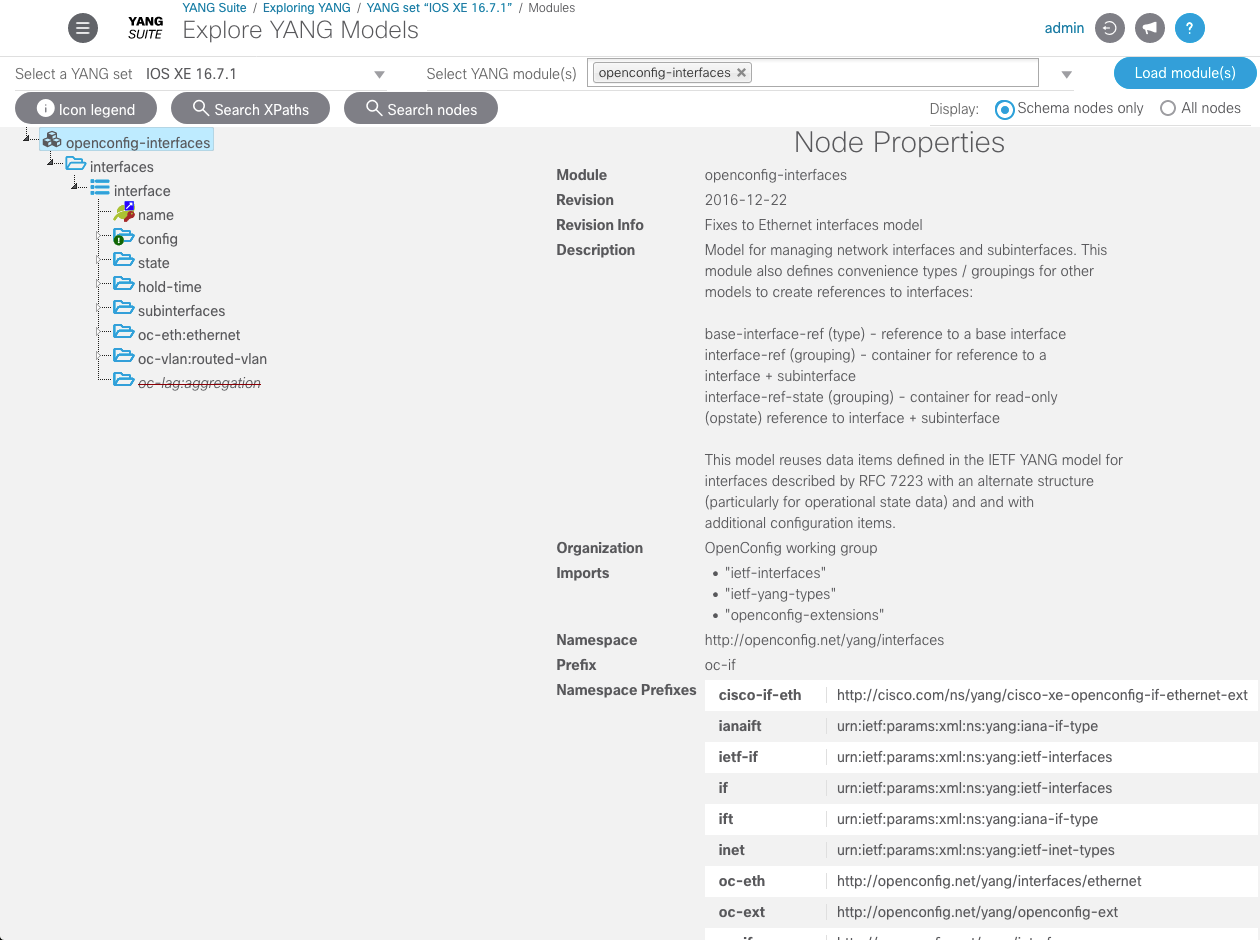 YANG Suite / Exploring YANG / YANG set “IOS XE 16.7.1” / Modules
YANG
SUITE
Explore YANG Models
admin
?
Select a YANG set IOS XE 16.7.1
Select YANG module(s)
openconfig-interfaces ×
Load module(s)
Icon legend
Search XPaths
Search nodes
Display:
Schema nodes only
All nodes
openconfig-interfaces
interfaces
interface
name
config
state
hold-time
subinterfaces
oc-eth:ethernet
oc-vlan:routed-vlan
oc-lag:aggregation
Node Properties
Module openconfig-interfaces
Revision 2016-12-22
Revision Info Fixes to Ethernet interfaces model
Description Model for managing network interfaces and subinterfaces. This
module also defines convenience types / groupings for other
models to create references to interfaces:
base-interface-ref (type) - reference to a base interface
interface-ref (grouping) - container for reference to a
interface + subinterface
interface-ref-state (grouping) - container for read-only
(opstate) reference to interface + subinterface
This model reuses data items defined in the IETF YANG model for
interfaces described by RFC 7223 with an alternate structure
(particularly for operational state data) and and with
additional configuration items.
Organization OpenConfig working group
Imports • "ietf-interfaces"
• "ietf-yang-types"
• "openconfig-extensions"
Namespace http://openconfig.net/yang/interfaces
Prefix oc-if
Namespace Prefixes
cisco-if-eth http://cisco.com/ns/yang/cisco-xe-openconfig-if-ethernet-ext
ianaift urn:ietf:params:xml:ns:yang:iana-if-type
ietf-if urn:ietf:params:xml:ns:yang:ietf-interfaces
if urn:ietf:params:xml:ns:yang:ietf-interfaces
ift urn:ietf:params:xml:ns:yang:iana-if-type
inet urn:ietf:params:xml:ns:yang:ietf-inet-types
oc-eth http://openconfig.net/yang/interfaces/ethernet
oc-ext http://openconfig.net/yang/openconfig-ext